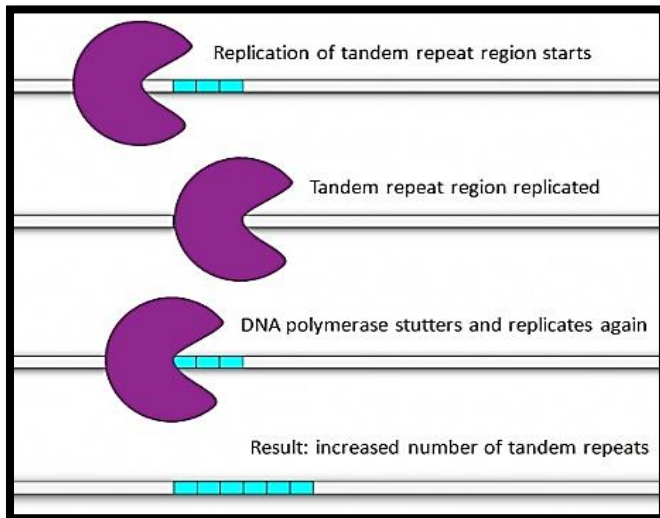 Replication of tandem repeat region starts
Tandem repeat region replicated
DNA polymerase stutters and replicates again
Result: increased number of tandem repeats